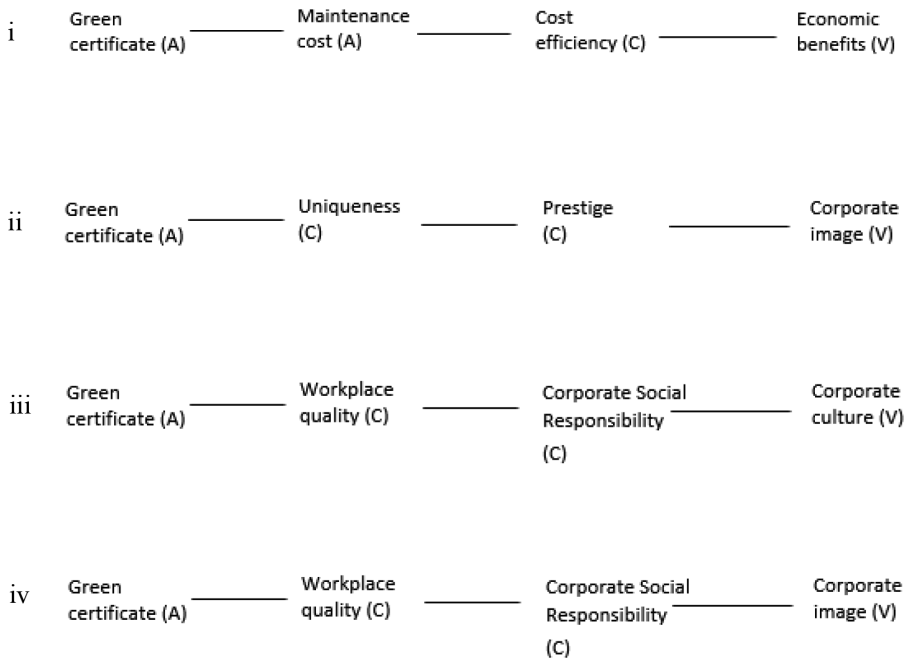 i
Green
certificate (A)
Maintenance
cost (A)
Cost
efficiency (C)
Economic
benefits (V)
ii
Green
certificate (A)
Uniqueness
(C)
Prestige
(C)
Corporate
image (V)
iii
Green
certificate (A)
Workplace
quality (C)
Corporate Social
Responsibility
(C)
Corporate
culture (V)
iv
Green
certificate (A)
Workplace
quality (C)
Corporate Social
Responsibility
(C)
Corporate
image (V)